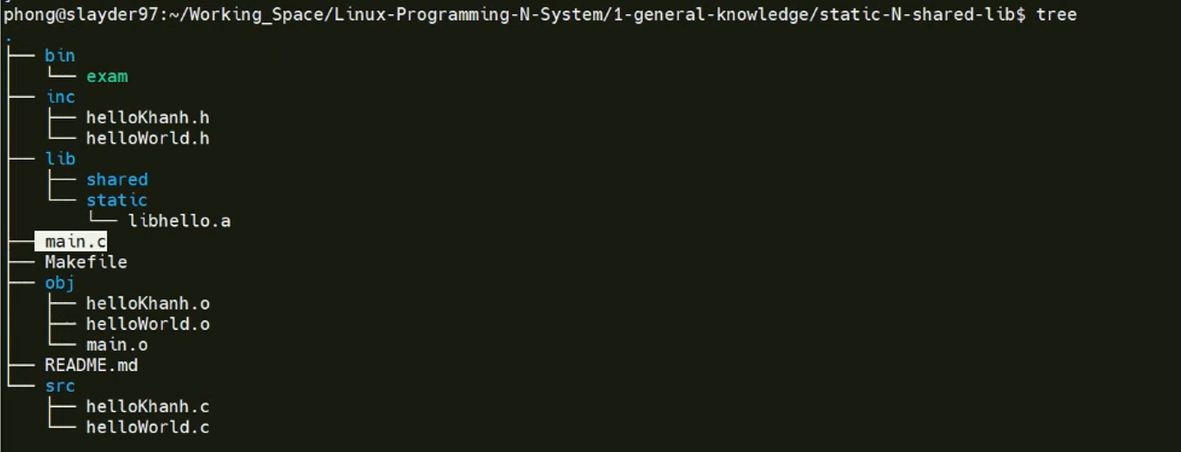 phong@slayder97:~/Working_Space/Linux-Programming-N-System/1-general-knowledge/static-N-shared-lib$ tree
.
├── bin
│   └── exam
├── inc
│   ├── helloKhanh.h
│   └── helloWorld.h
├── lib
│   ├── shared
│   └── static
│       └── libhello.a
├── main.c
├── Makefile
├── obj
│   ├── helloKhanh.o
│   ├── helloWorld.o
│   └── main.o
├── README.md
└── src
    ├── helloKhanh.c
    └── helloWorld.c